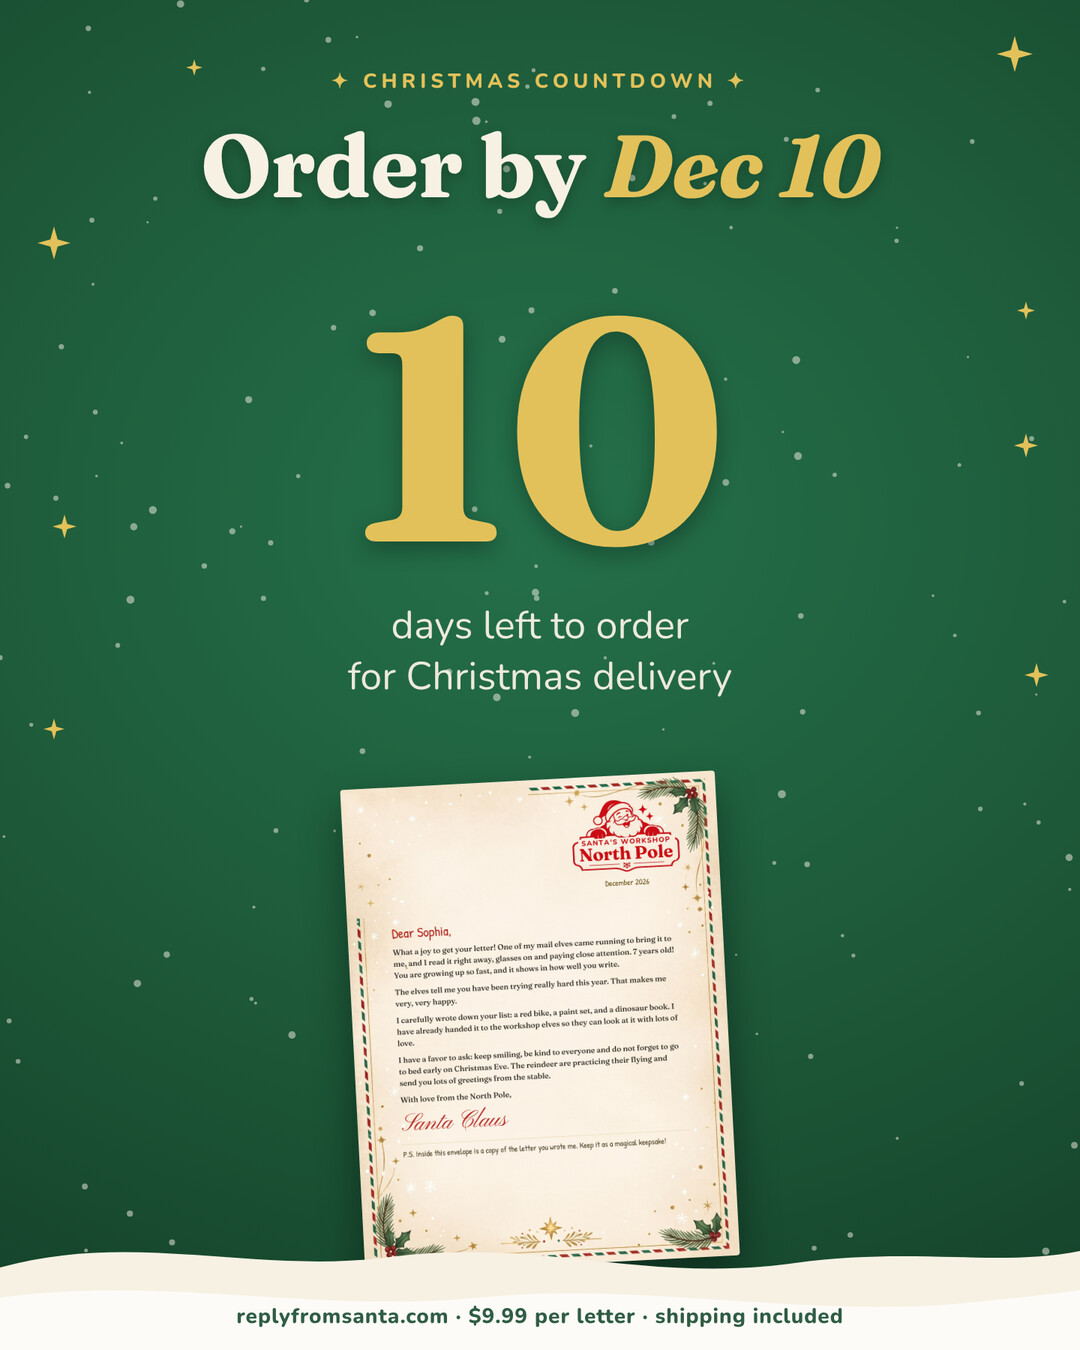 ✦ CHRISTMAS COUNTDOWN ✦
Order by Dec 10
10
days left to order
for Christmas delivery
SANTA'S WORKSHOP
North Pole
December 2026
Dear Sophia,
What a joy to get your letter! One of my mail elves came running to bring it to
me, and I read it right away, glasses on and paying close attention. 7 years old!
You are growing up so fast, and it shows in how well you write.
The elves tell me you have been trying really hard this year. That makes me
very, very happy.
I carefully wrote down your list: a red bike, a paint set, and a dinosaur book. I
have already handed it to the workshop elves so they can look at it with lots of
love.
I have a favor to ask: keep smiling, be kind to everyone and do not forget to go
to bed early on Christmas Eve. The reindeer are practicing their flying and
send you lots of greetings from the stable.
With love from the North Pole,
Santa Claus
P.S. Inside this envelope is a copy of the letter you wrote me. Keep it as a magical keepsake!
replyfromsanta.com · $9.99 per letter · shipping included